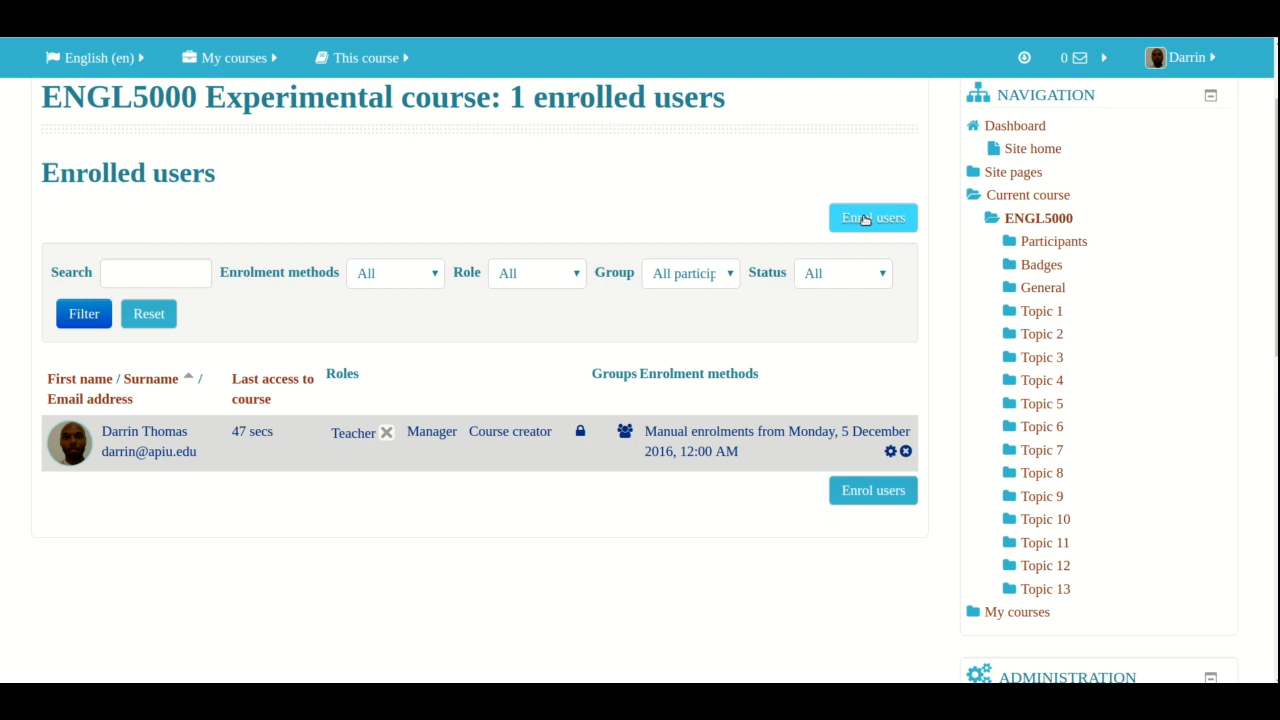 English (en) My courses This course 0 Darrin
ENGL5000 Experimental course: 1 enrolled users
Enrolled users
Enrol users
Search Enrolment methods All Role All Group All particip Status All
Filter Reset
First name / Surname / Email address Last access to course Roles Groups Enrolment methods
Darrin Thomas 47 secs Teacher Manager Course creator Manual enrolments from Monday, 5 December
darrin@apiu.edu 2016, 12:00 AM
Enrol users
NAVIGATION
Dashboard
Site home
Site pages
Current course
ENGL5000
Participants
Badges
General
Topic 1
Topic 2
Topic 3
Topic 4
Topic 5
Topic 6
Topic 7
Topic 8
Topic 9
Topic 10
Topic 11
Topic 12
Topic 13
My courses
ADMINISTRATION